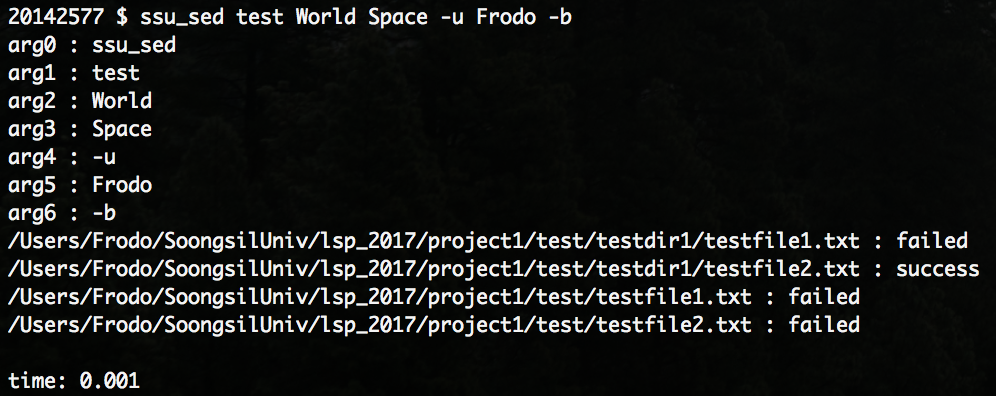 20142577 $ ssu_sed test World Space -u Frodo -b
arg0 : ssu_sed
arg1 : test
arg2 : World
arg3 : Space
arg4 : -u
arg5 : Frodo
arg6 : -b
/Users/Frodo/SoongsilUniv/lsp_2017/project1/test/testdir1/testfile1.txt : failed
/Users/Frodo/SoongsilUniv/lsp_2017/project1/test/testdir1/testfile2.txt : success
/Users/Frodo/SoongsilUniv/lsp_2017/project1/test/testfile1.txt : failed
/Users/Frodo/SoongsilUniv/lsp_2017/project1/test/testfile2.txt : failed
time: 0.001